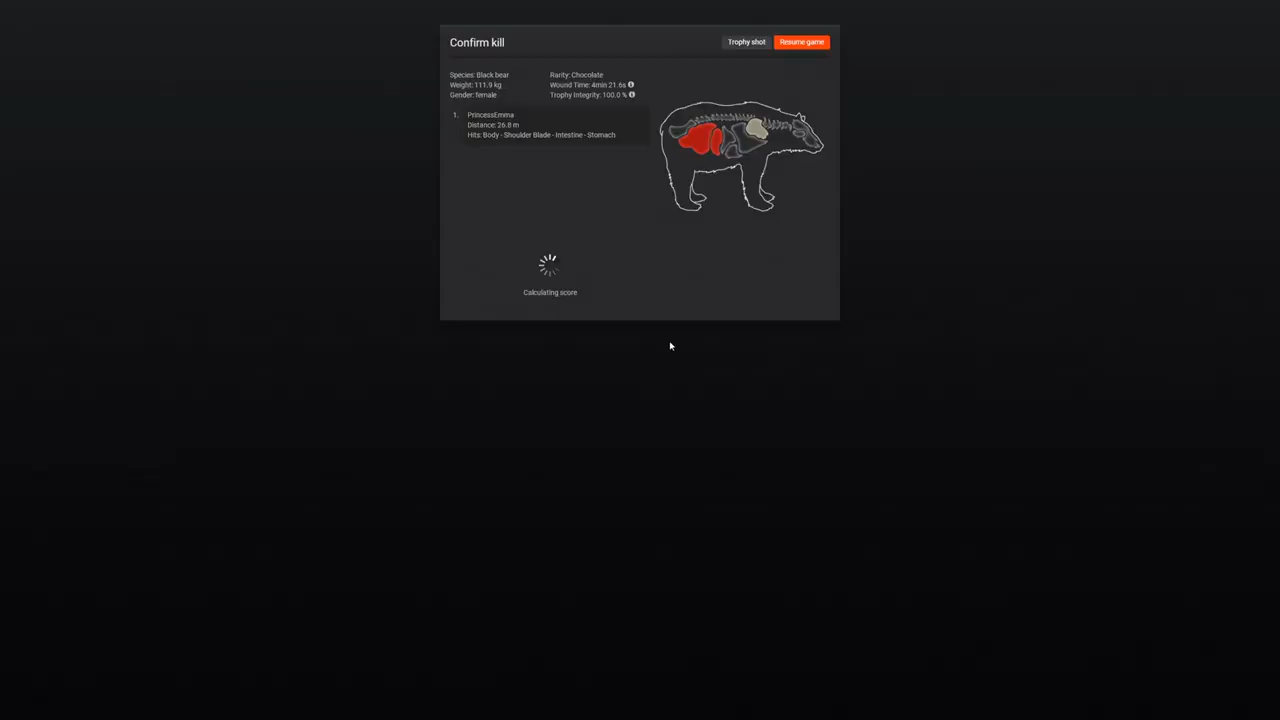 Confirm kill
Trophy shot
Resume game
Species: Black bear
Rarity: Chocolate
Weight: 111.9 kg
Wound Time: 4min 21.6s
Gender: female
Trophy Integrity: 100.0 %
1. PrincessEmma
Distance: 26.8 m
Hits: Body - Shoulder Blade - Intestine - Stomach
Calculating score